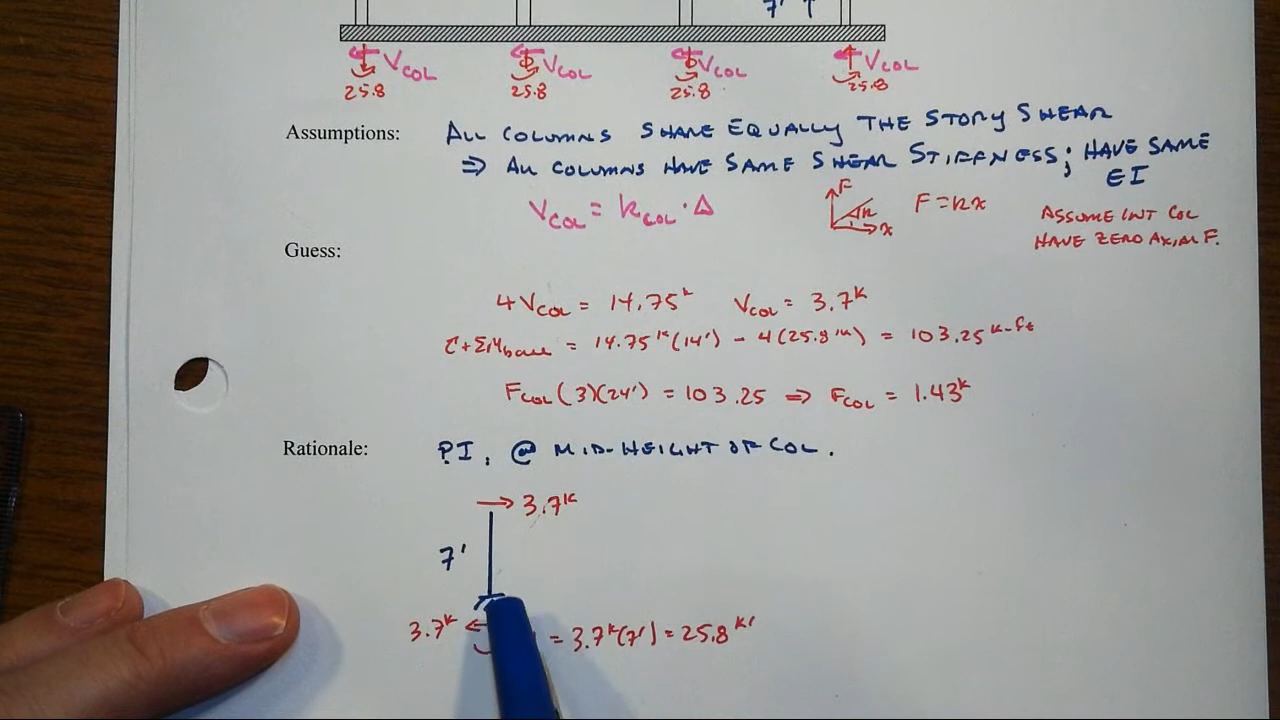 7'
V_COL V_COL V_COL V_COL
25.8 25.8 25.8 25.8
Assumptions: ALL COLUMNS SHARE EQUALLY THE STORY SHEAR
⇒ ALL COLUMNS HAVE SAME SHEAR STIFFNESS; HAVE SAME
EI
V_COL = k_COL · Δ
F
k
x
F = kx
ASSUME INT COL
HAVE ZERO AXIAL F.
Guess:
4V_COL = 14.75^k V_COL = 3.7^k
+ΣM_base = 14.75^k(14') - 4(25.8'^k) = 103.25^k-ft
F_COL(3)(24') = 103.25 ⇒ F_COL = 1.43^k
Rationale: P.I. @ MID-HEIGHT OF COL.
→ 3.7^k
7'
3.7^k ← = 3.7^k(7') = 25.8^k'